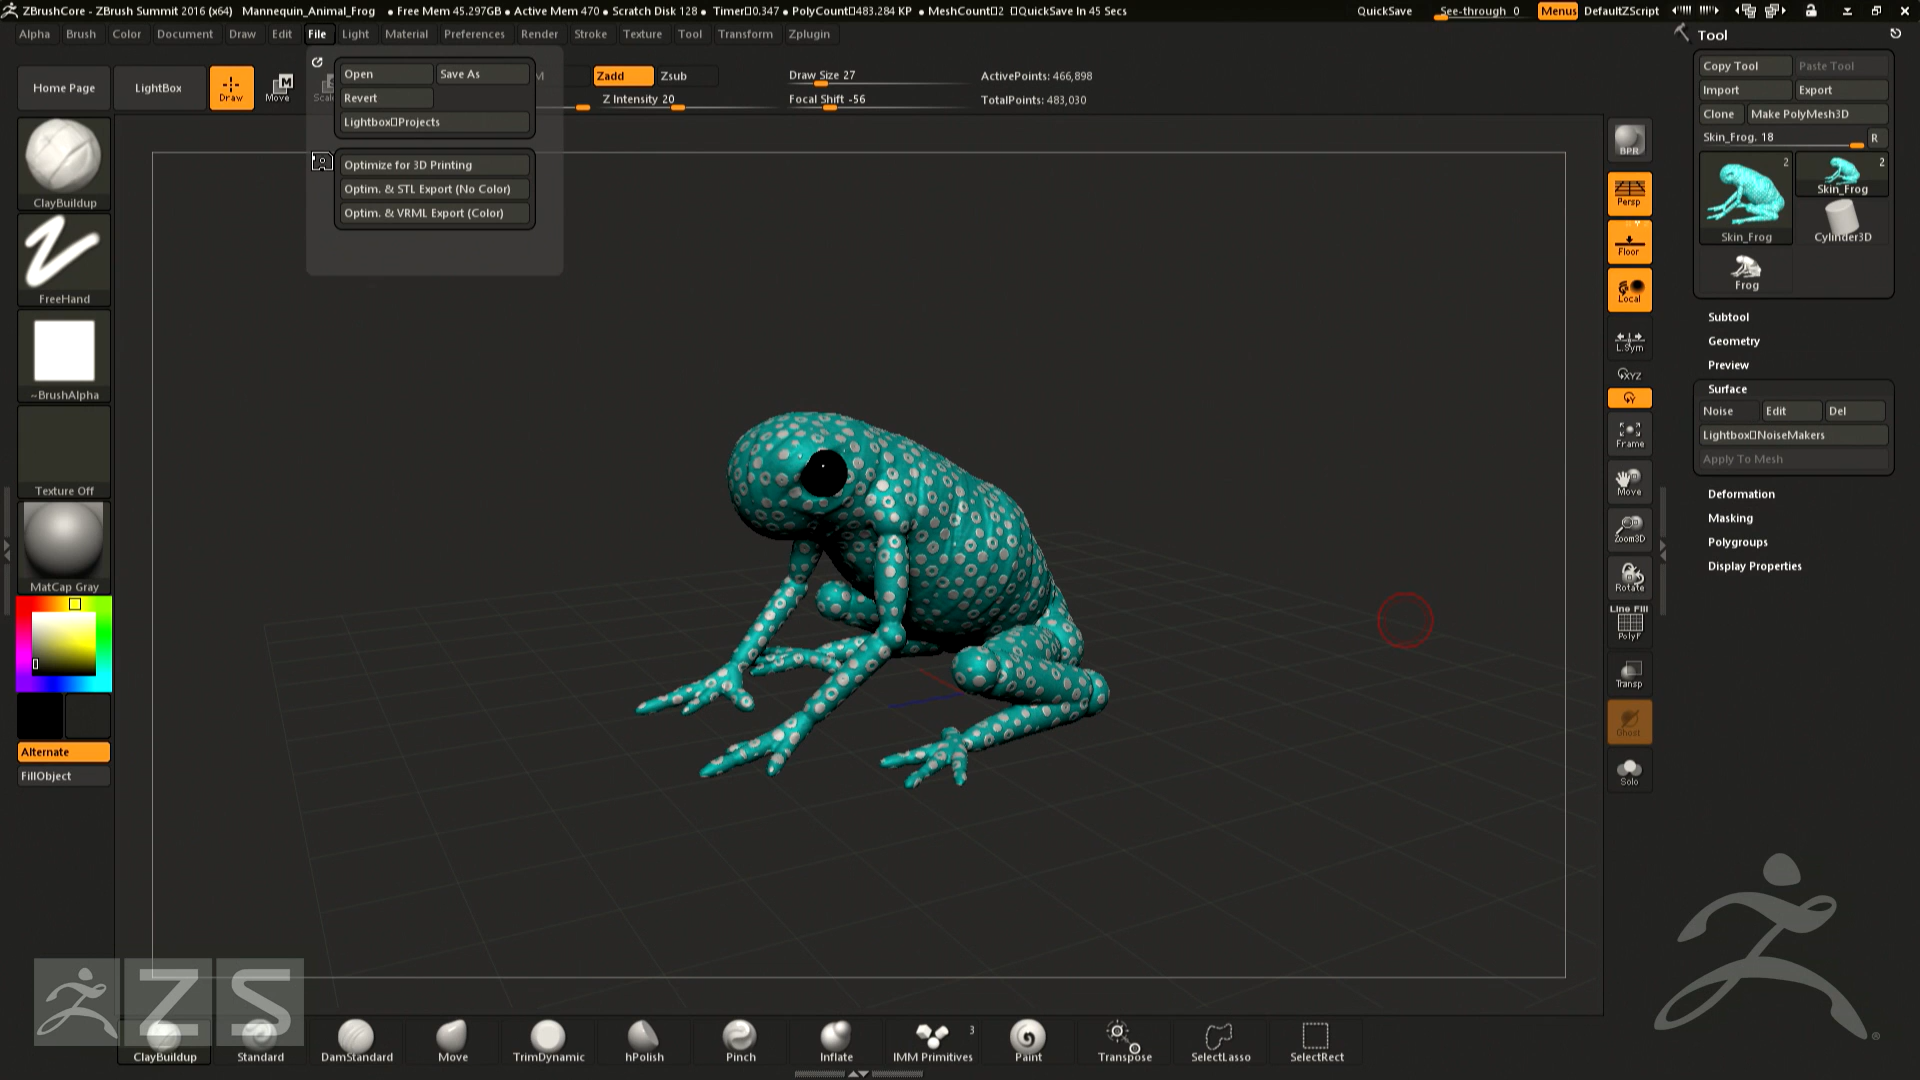 ZBrushCore - ZBrush Summit 2016 (x64) Mannequin_Animal_Frog ● Free Mem 45.297GB ● Active Mem 470 ● Scratch Disk 128 ● Timer▯0.347 ● PolyCount▯483.284 KP ● MeshCount▯2 ▯QuickSave In 45 Secs QuickSave See-through 0 Menus DefaultZScript
Alpha Brush Color Document Draw Edit File Light Material Preferences Render Stroke Texture Tool Transform Zplugin
Tool
Home Page LightBox Draw Move
Open Save As
Revert
Lightbox▯Projects
Optimize for 3D Printing
Optim. & STL Export (No Color)
Optim. & VRML Export (Color)
M
Zadd Zsub
Z Intensity 20
Draw Size 27
Focal Shift -56
ActivePoints: 466,898
TotalPoints: 483,030
ClayBuildup
FreeHand
~BrushAlpha
Texture Off
MatCap Gray
Alternate
FillObject
BPR
Persp
Floor
Local
L.Sym
XYZ
Y
Frame
Move
Zoom3D
Rotate
Line Fill
PolyF
Transp
Ghost
Solo
Copy Tool Paste Tool
Import Export
Clone Make PolyMesh3D
Skin_Frog. 18 R
2 2
Skin_Frog
Skin_Frog
Cylinder3D
Frog
Subtool
Geometry
Preview
Surface
Noise Edit Del
Lightbox▯NoiseMakers
Apply To Mesh
Deformation
Masking
Polygroups
Display Properties
ZS
ClayBuildup Standard DamStandard Move TrimDynamic hPolish Pinch Inflate IMM Primitives 3 Paint Transpose SelectLasso SelectRect